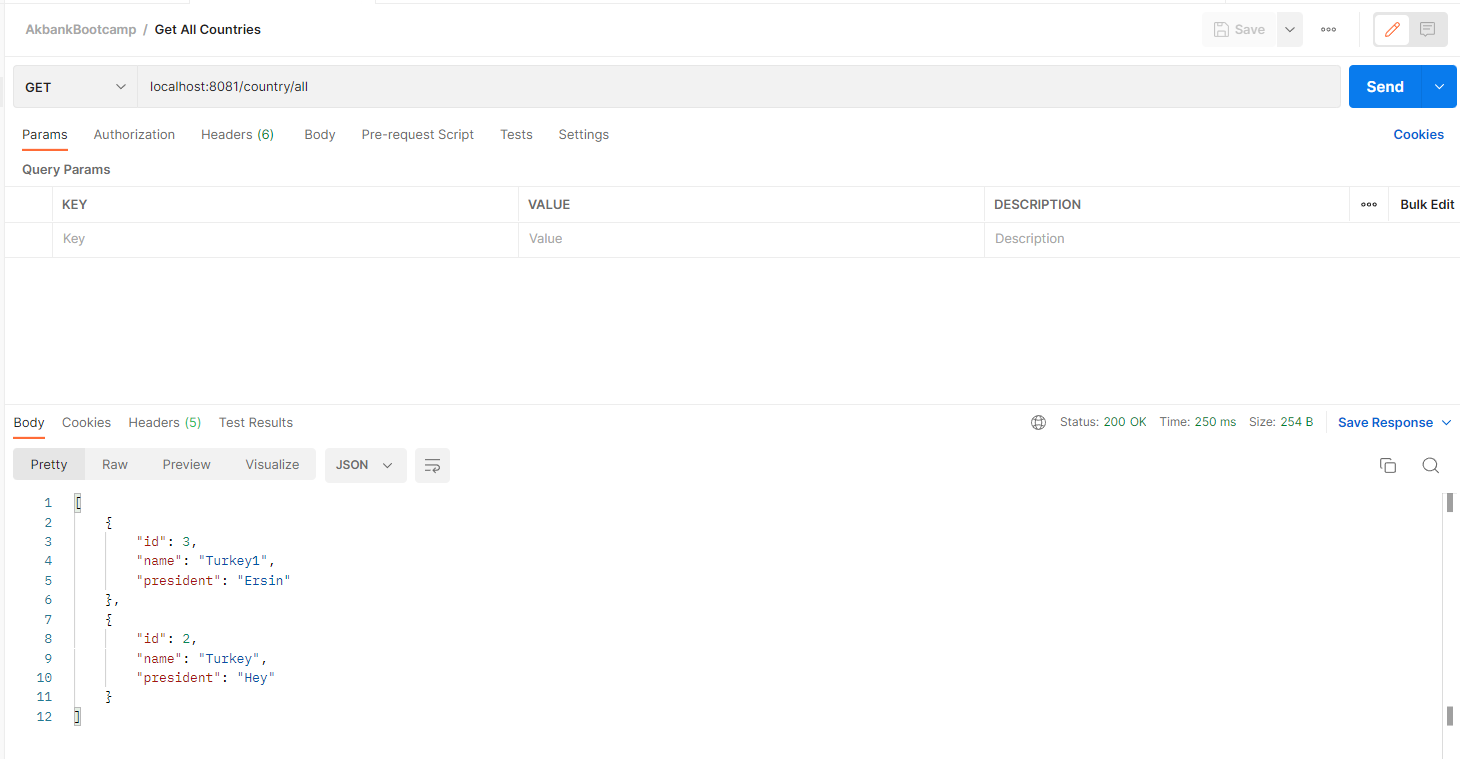 AkbankBootcamp / Get All Countries
Save
GET localhost:8081/country/all Send
Params Authorization Headers (6) Body Pre-request Script Tests Settings Cookies
Query Params
KEY VALUE DESCRIPTION Bulk Edit
Key Value Description
Body Cookies Headers (5) Test Results Status: 200 OK Time: 250 ms Size: 254 B Save Response
Pretty Raw Preview Visualize JSON
1 [
2 {
3 "id": 3,
4 "name": "Turkey1",
5 "president": "Ersin"
6 },
7 {
8 "id": 2,
9 "name": "Turkey",
10 "president": "Hey"
11 }
12 ]